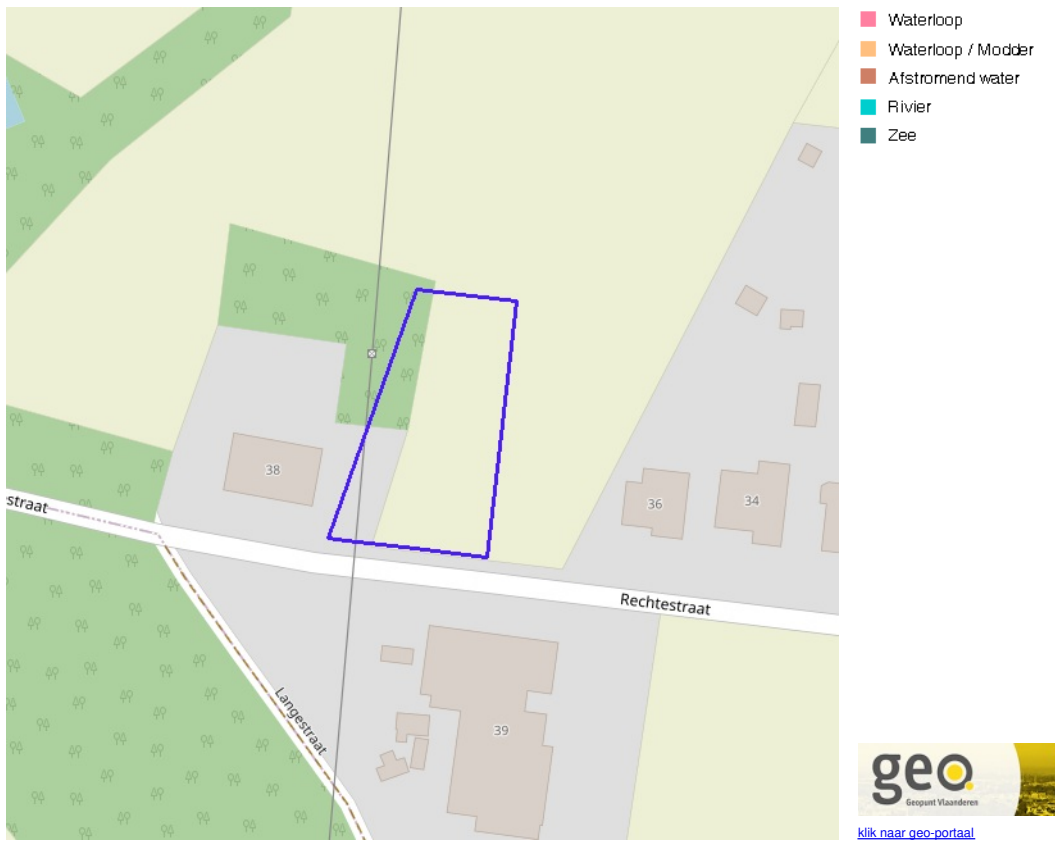 Waterloop
Waterloop / Modder
Afstromend water
Rivier
Zee
38
36
34
straat
Rechtestraat
Langestraat
39
geo.
Geopunt Vlaanderen
klik naar geo-portaal